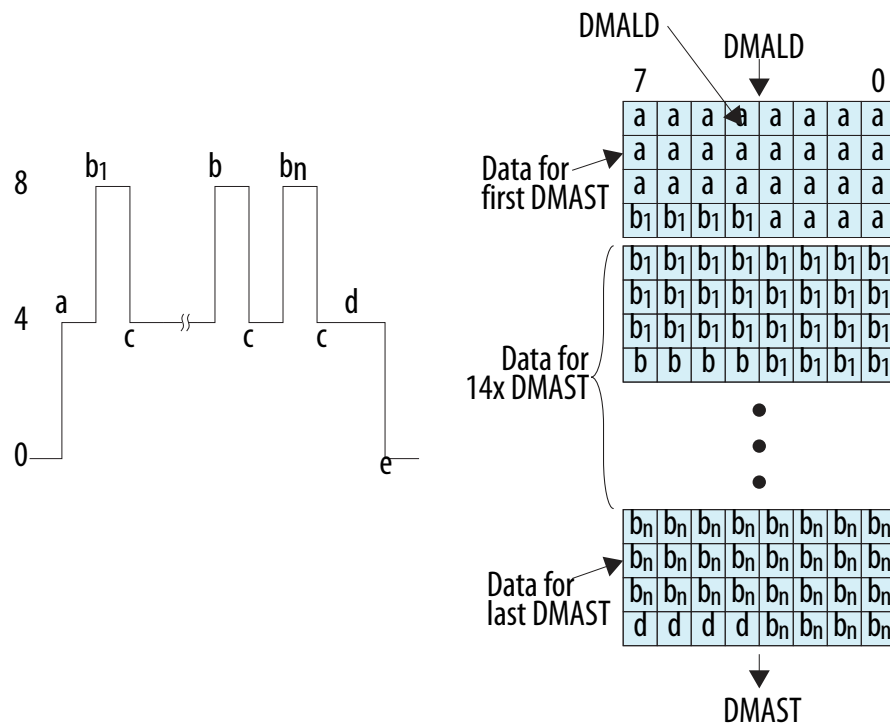 DMALD
DMALD
7 0
a a a a a a a a
a a a a a a a a
a a a a a a a a
b1 b1 b1 b1 a a a a
Data for
first DMAST
b1 b1 b1 b1 b1 b1 b1 b1
b1 b1 b1 b1 b1 b1 b1 b1
b1 b1 b1 b1 b1 b1 b1 b1
b b b b b1 b1 b1 b1
Data for
14x DMAST
bn bn bn bn bn bn bn bn
bn bn bn bn bn bn bn bn
bn bn bn bn bn bn bn bn
d d d d bn bn bn bn
Data for
last DMAST
DMAST
b1 b bn
8
a d
4
c c c
0
e